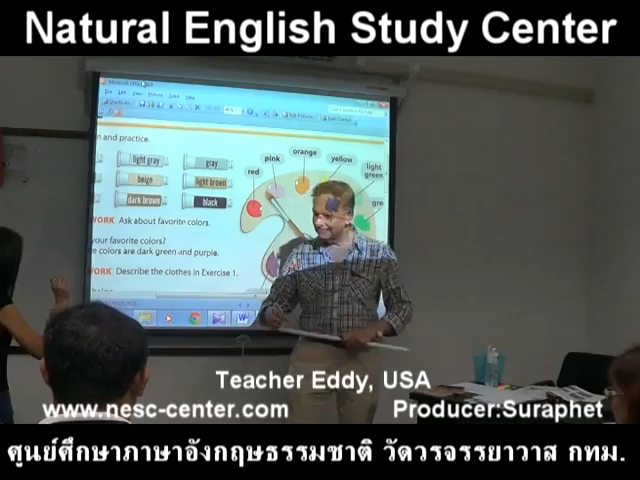 Natural English Study Center
n and practice.
light gray
gray
beige
light brown
dark brown
black
red
pink
orange
yellow
light
green
gre
WORK Ask about favorite colors.
your favorite colors?
e colors are dark green and purple.
WORK Describe the clothes in Exercise 1.
Teacher Eddy, USA
www.nesc-center.com
Producer:Suraphet
ศูนย์ศึกษาภาษาอังกฤษธรรมชาติ วัดวรจรรยาวาส กทม.